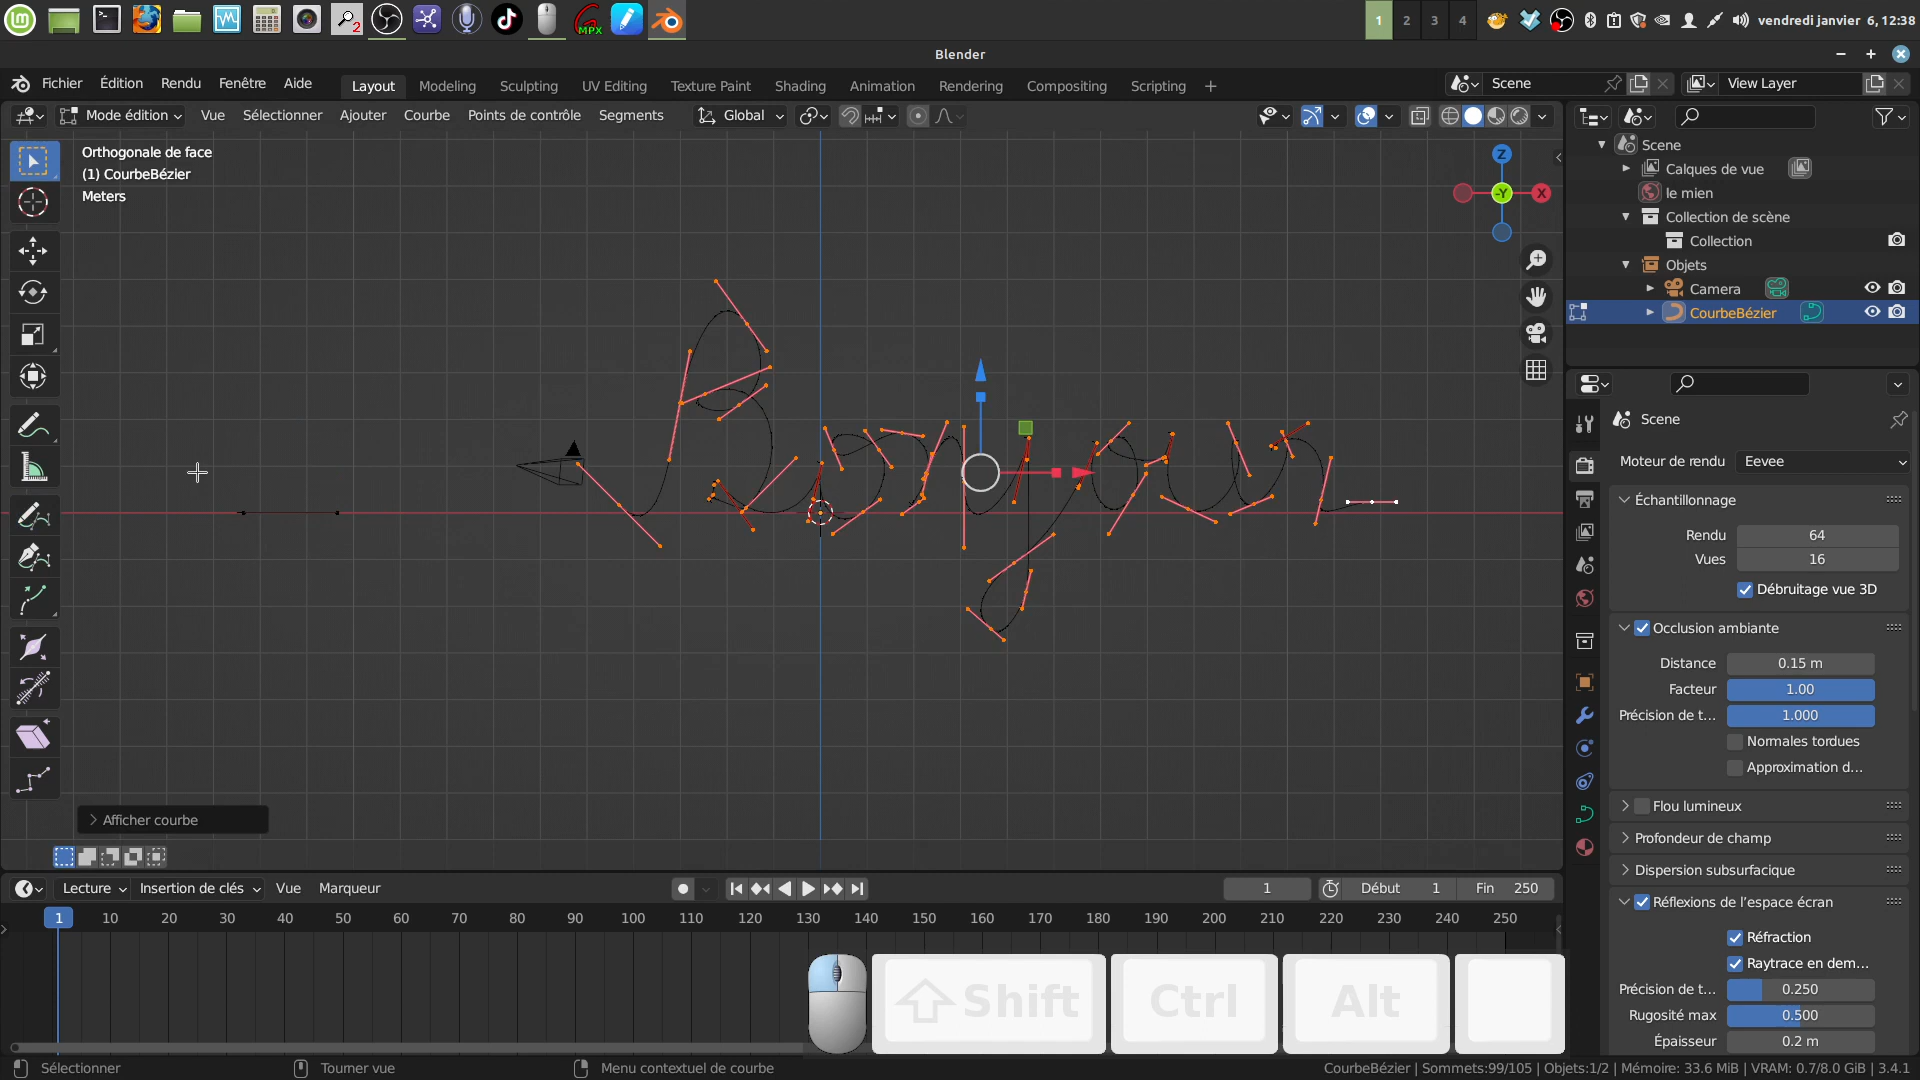 2
MPX
1 2 3 4
vendredi janvier 6, 12:38
Blender
Fichier Édition Rendu Fenêtre Aide
Layout Modeling Sculpting UV Editing Texture Paint Shading Animation Rendering Compositing Scripting +
Scene
View Layer
Mode édition Vue Sélectionner Ajouter Courbe Points de contrôle Segments
Global
Orthogonale de face
(1) CourbeBézier
Meters
Z
-Y
X
Bonjour
Scene
Calques de vue
le mien
Collection de scène
Collection
Objets
Camera
CourbeBézier
Scene
Moteur de rendu Eevee
Échantillonnage
Rendu 64
Vues 16
Débruitage vue 3D
Occlusion ambiante
Distance 0.15 m
Facteur 1.00
Précision de t... 1.000
Normales tordues
Approximation d...
Flou lumineux
Profondeur de champ
Dispersion subsurfacique
Réflexions de l'espace écran
Réfraction
Raytrace en dem...
Précision de t... 0.250
Rugosité max 0.500
Épaisseur 0.2 m
Afficher courbe
Lecture Insertion de clés Vue Marqueur
1
Début 1
Fin 250
1 10 20 30 40 50 60 70 80 90 100 110 120 130 140 150 160 170 180 190 200 210 220 230 240 250
Shift Ctrl Alt
Sélectionner
Tourner vue
Menu contextuel de courbe
CourbeBézier | Sommets:99/105 | Objets:1/2 | Mémoire: 33.6 MiB | VRAM: 0.7/8.0 GiB | 3.4.1